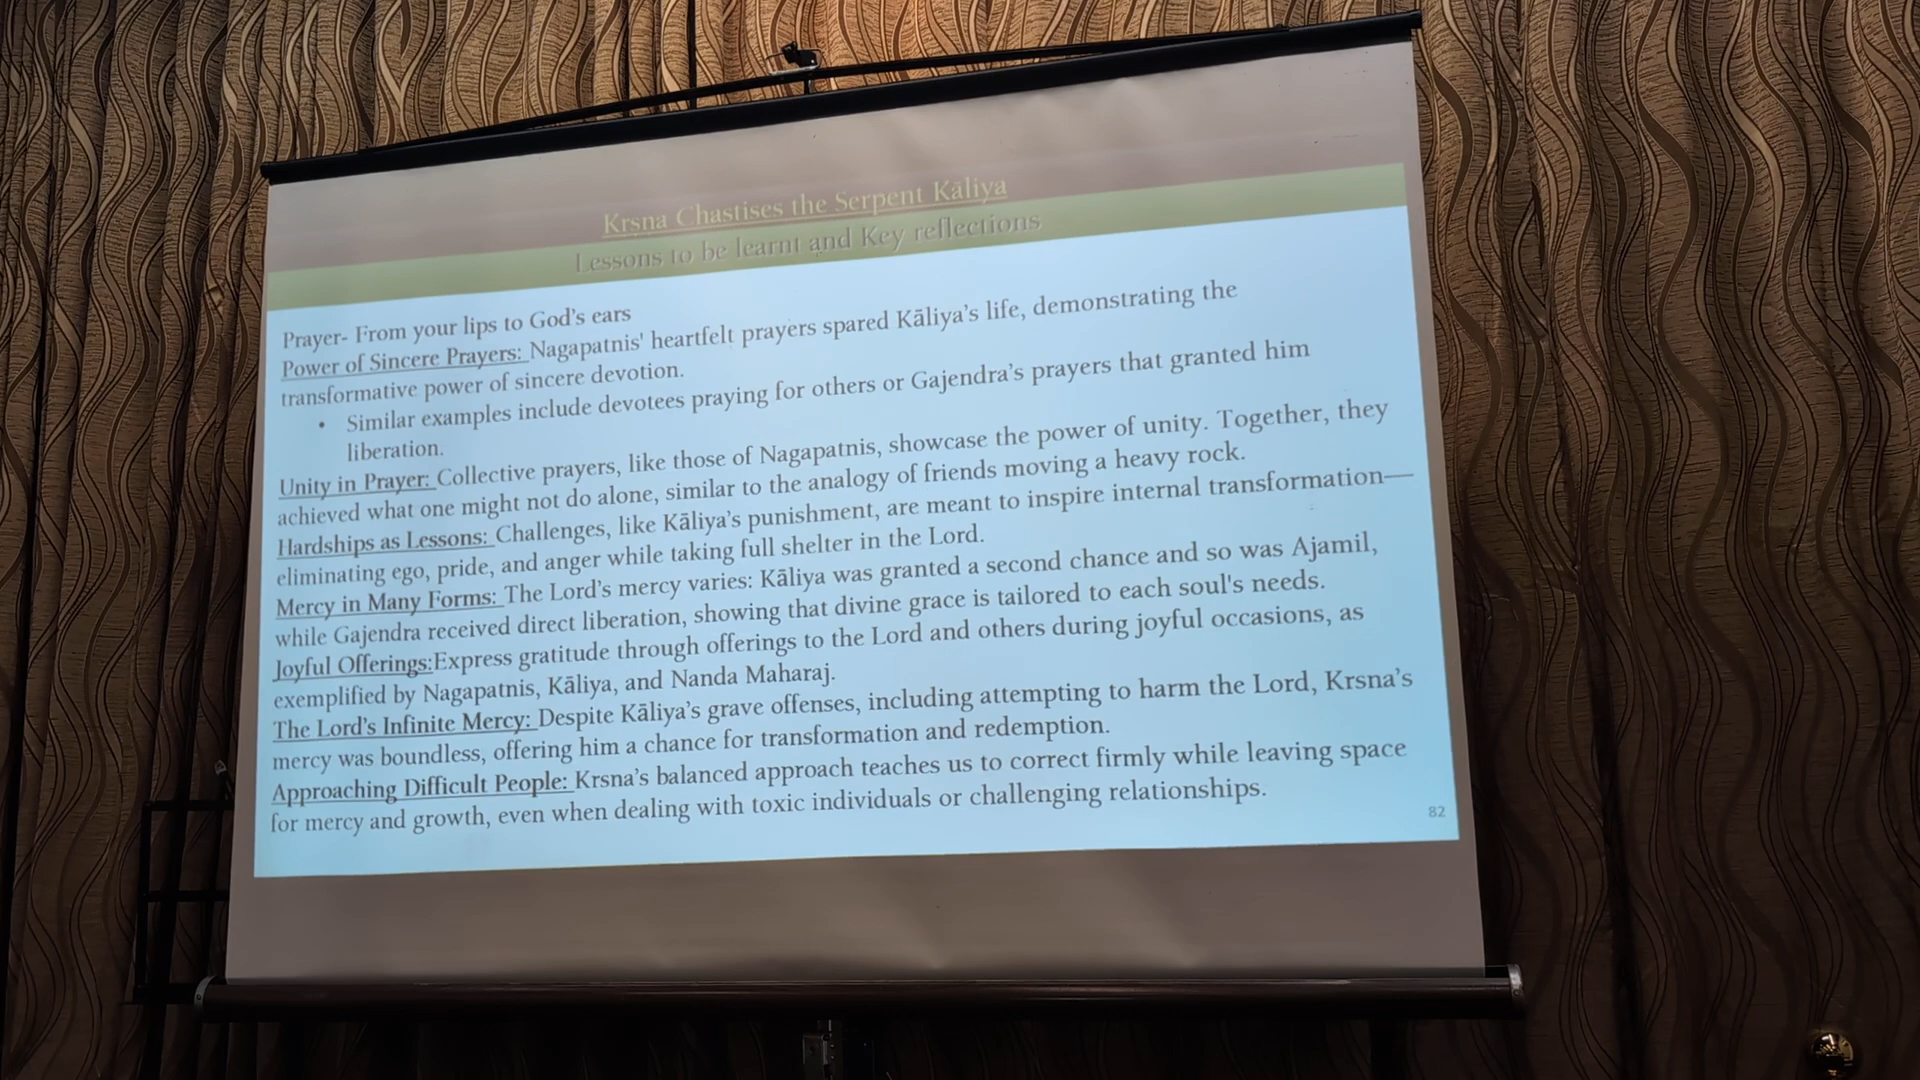 Krsna Chastises the Serpent Kāliya
Lessons to be learnt and Key reflections
Prayer- From your lips to God's ears
Power of Sincere Prayers: Nagapatnis' heartfelt prayers spared Kāliya's life, demonstrating the
transformative power of sincere devotion.
• Similar examples include devotees praying for others or Gajendra's prayers that granted him
liberation.
Unity in Prayer: Collective prayers, like those of Nagapatnis, showcase the power of unity. Together, they
achieved what one might not do alone, similar to the analogy of friends moving a heavy rock.
Hardships as Lessons: Challenges, like Kāliya's punishment, are meant to inspire internal transformation—
eliminating ego, pride, and anger while taking full shelter in the Lord.
Mercy in Many Forms: The Lord's mercy varies: Kāliya was granted a second chance and so was Ajamil,
while Gajendra received direct liberation, showing that divine grace is tailored to each soul's needs.
Joyful Offerings:Express gratitude through offerings to the Lord and others during joyful occasions, as
exemplified by Nagapatnis, Kāliya, and Nanda Maharaj.
The Lord's Infinite Mercy: Despite Kāliya's grave offenses, including attempting to harm the Lord, Krsna's
mercy was boundless, offering him a chance for transformation and redemption.
Approaching Difficult People: Krsna's balanced approach teaches us to correct firmly while leaving space
for mercy and growth, even when dealing with toxic individuals or challenging relationships.
82